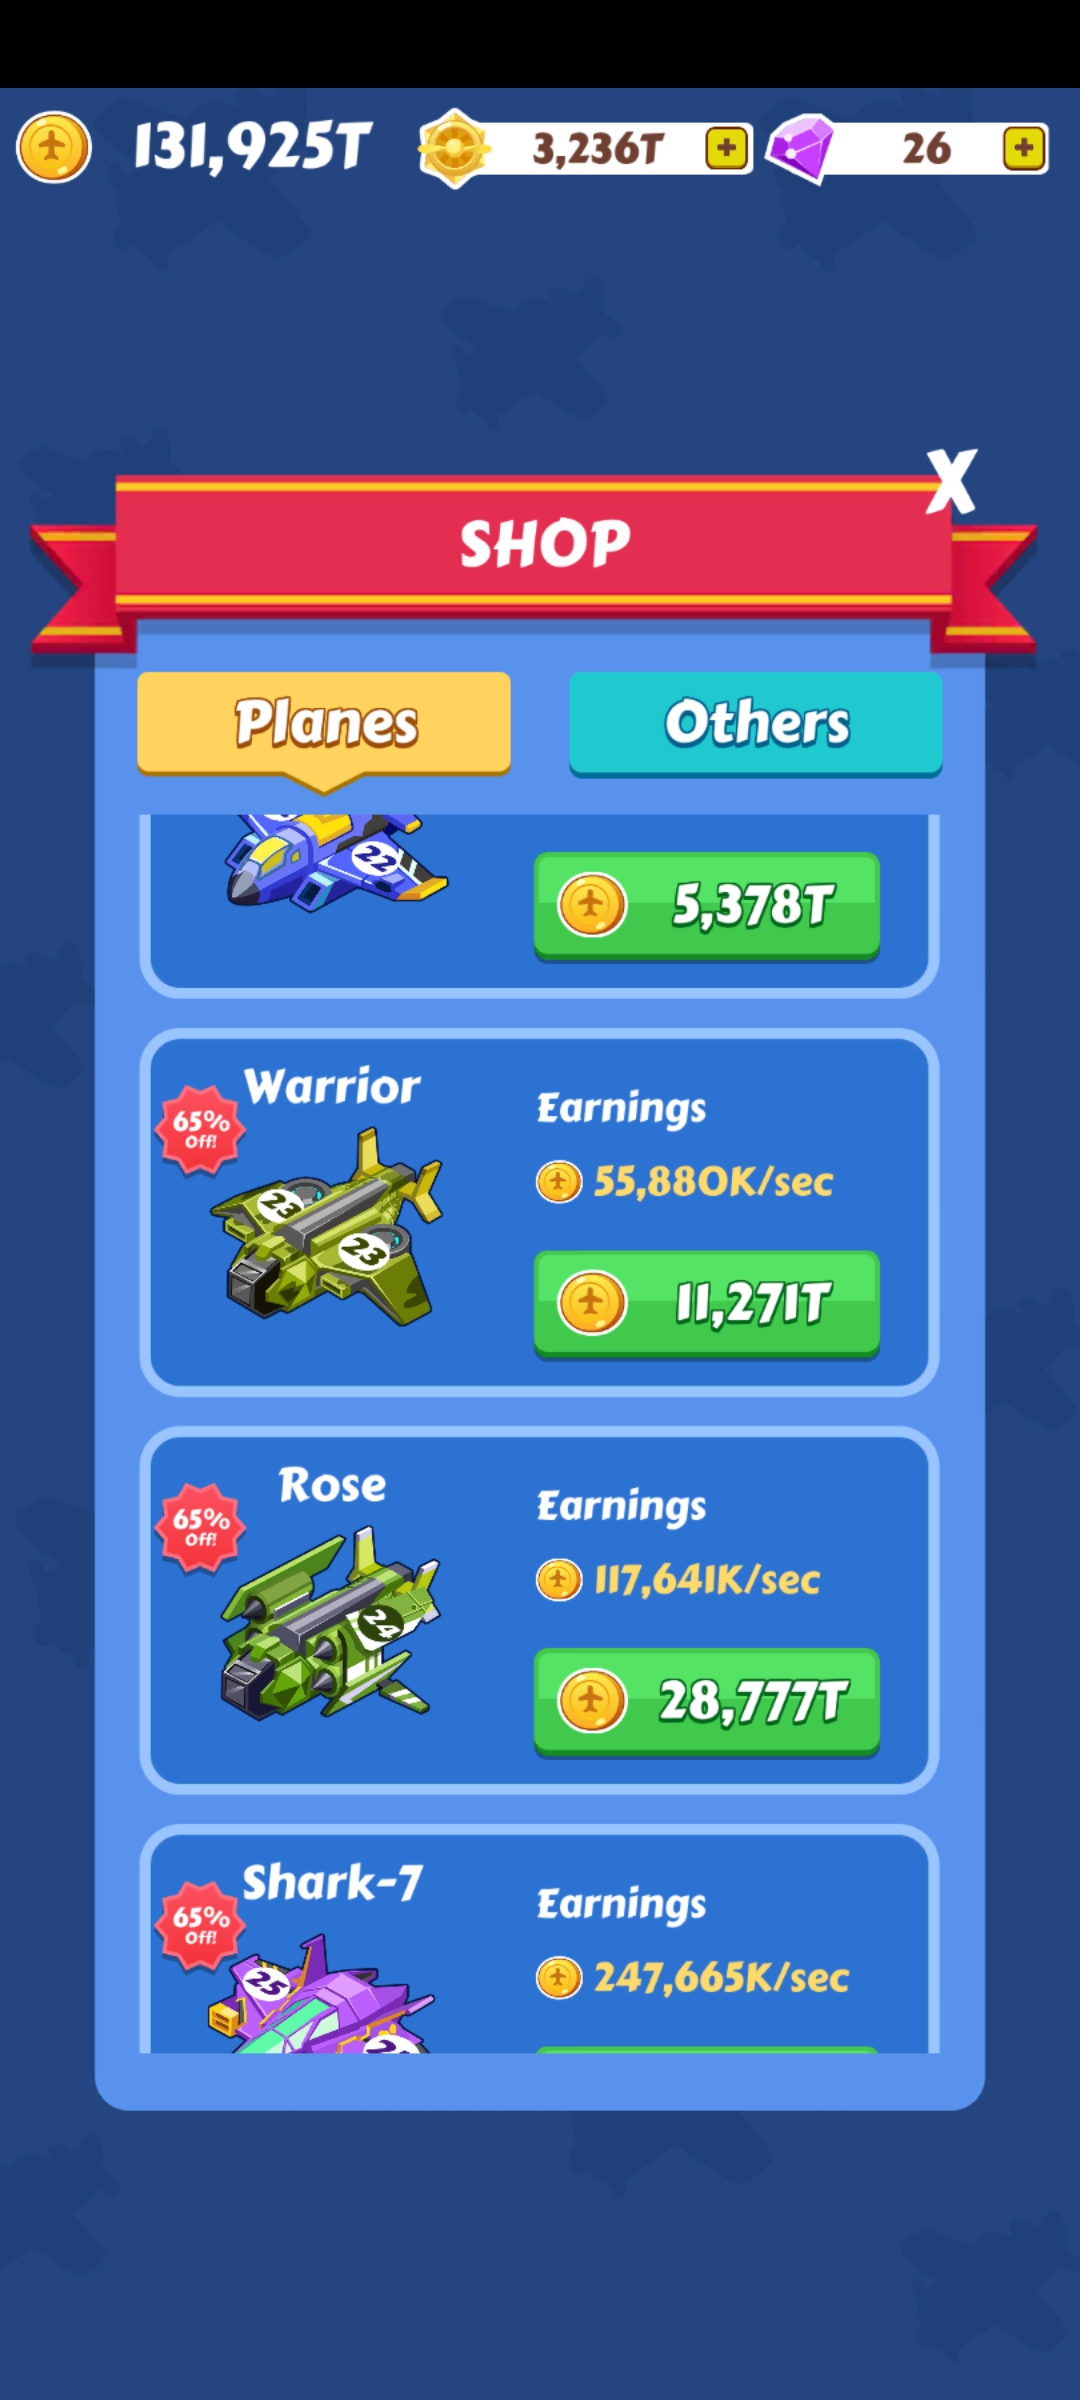 131,925T
3,236T
+
26
+
X
SHOP
Planes
Others
22
5,378T
Warrior
65%
Off!
Earnings
55,880K/sec
23
23
11,271T
Rose
65%
Off!
Earnings
117,641K/sec
24
28,777T
Shark-7
65%
Off!
Earnings
247,665K/sec
25